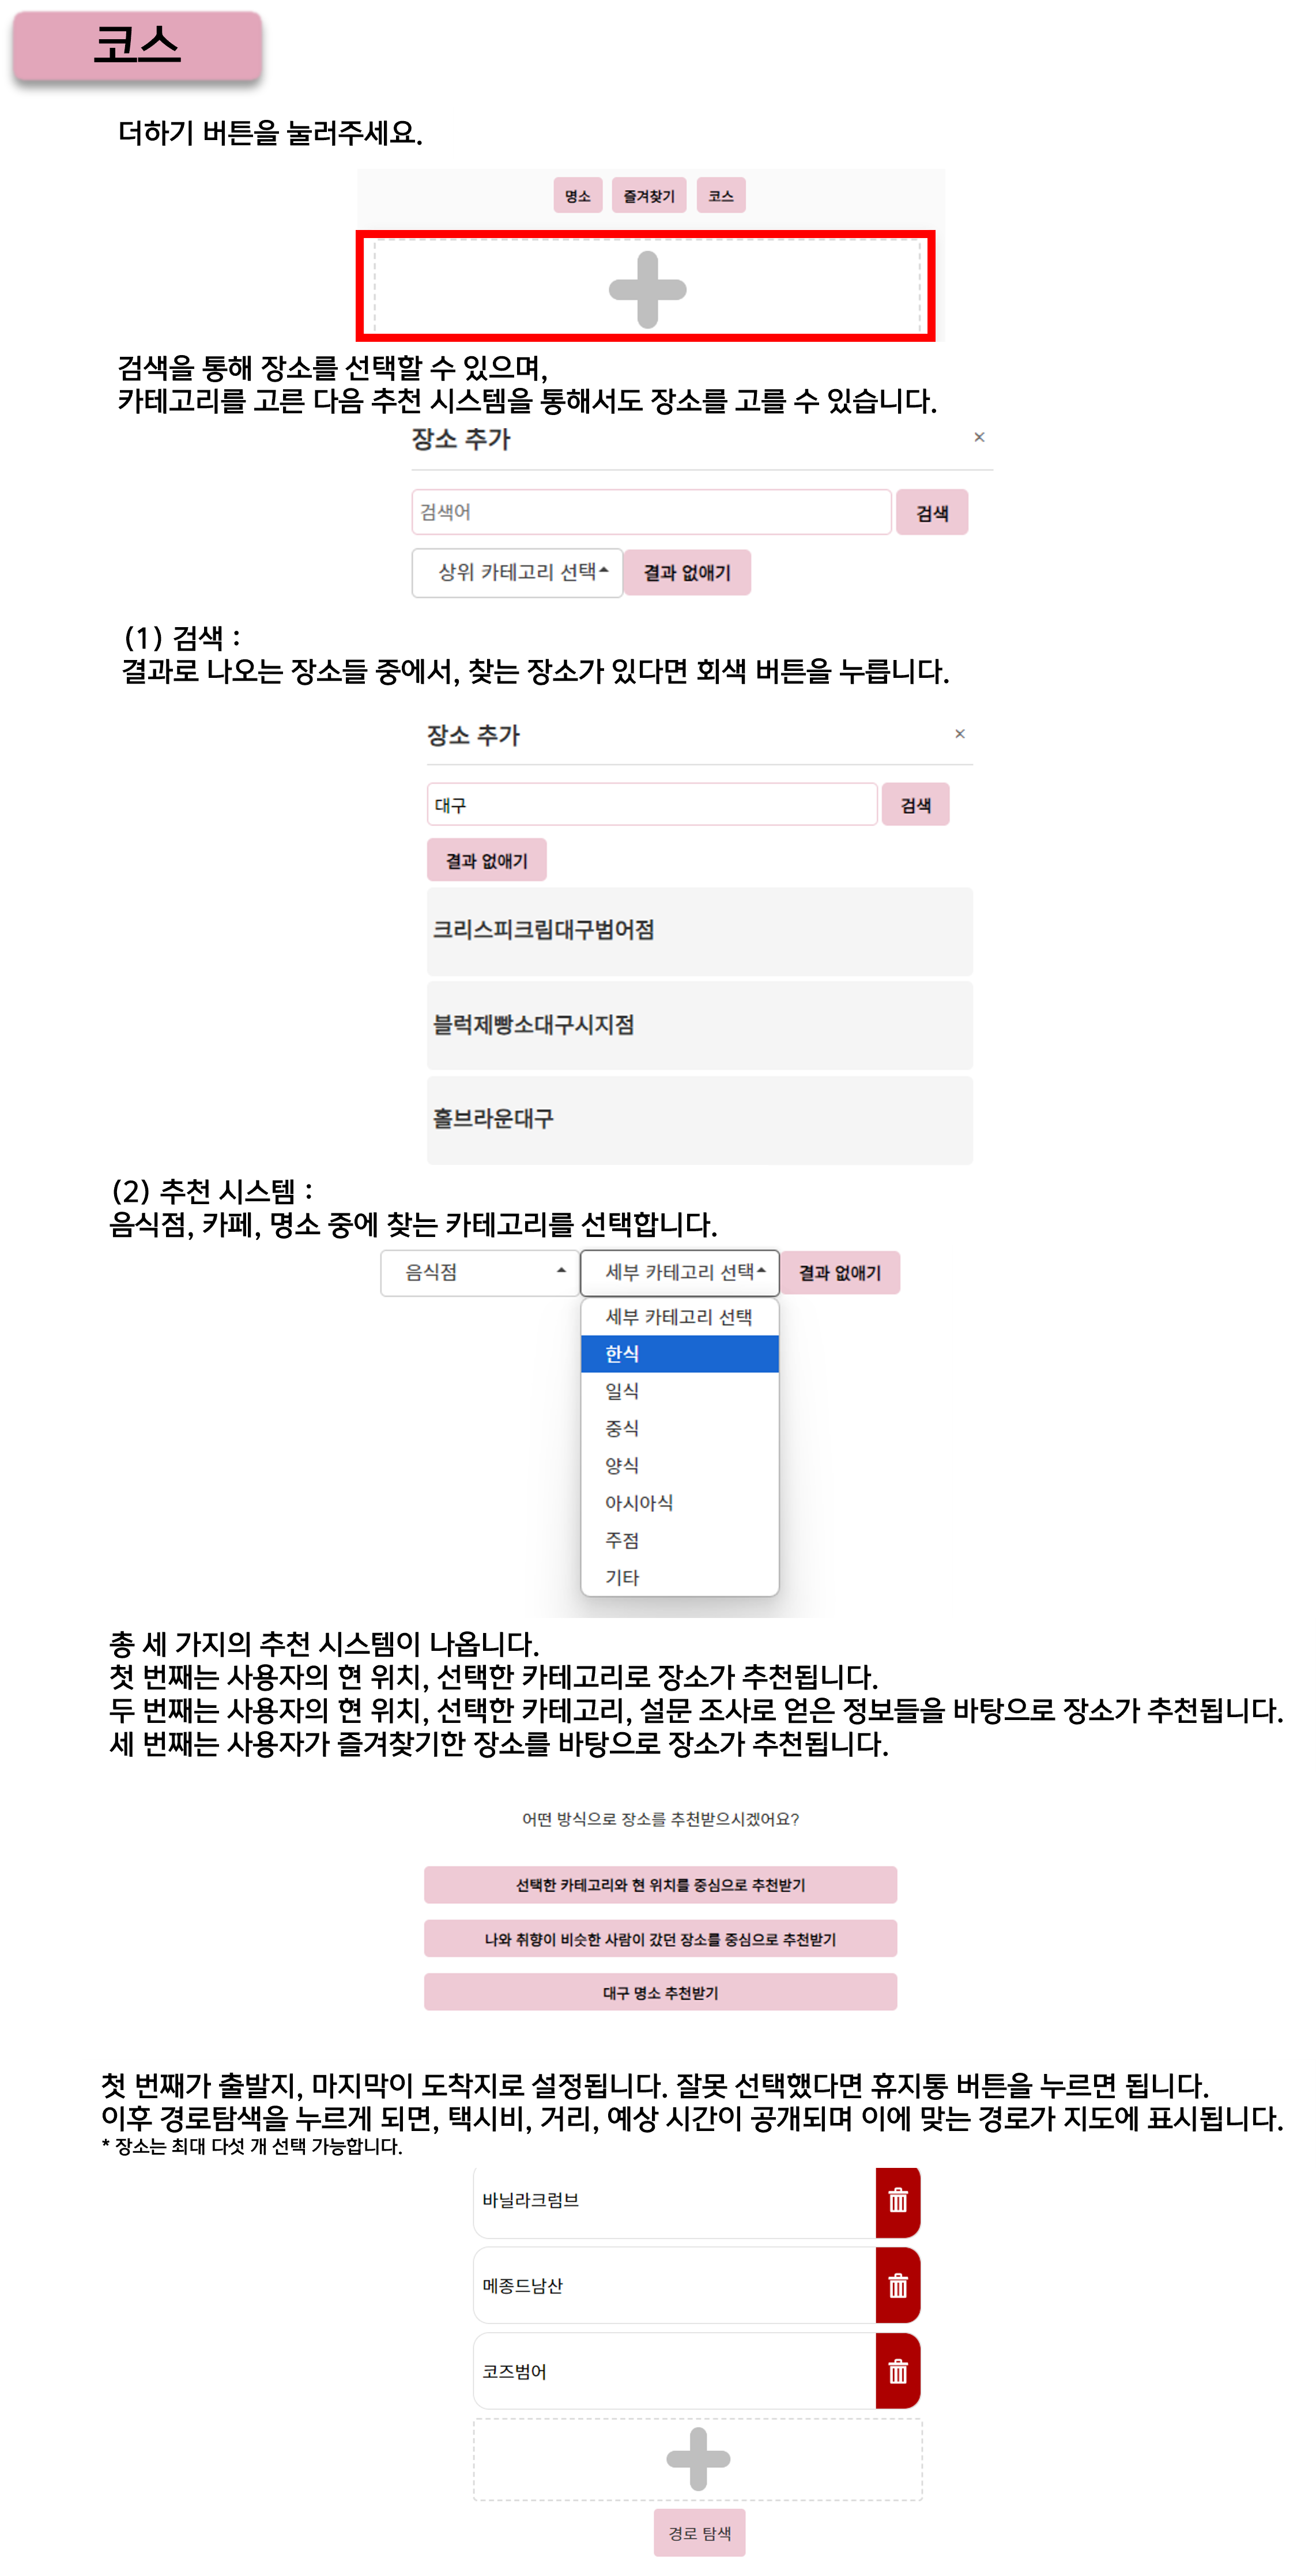 코스
더하기 버튼을 눌러주세요.
명소 즐겨찾기 코스
검색을 통해 장소를 선택할 수 있으며,
카테고리를 고른 다음 추천 시스템을 통해서도 장소를 고를 수 있습니다.
장소 추가 ×
검색어 검색
상위 카테고리 선택 결과 없애기
(1) 검색 :
결과로 나오는 장소들 중에서, 찾는 장소가 있다면 회색 버튼을 누릅니다.
장소 추가 ×
대구 검색
결과 없애기
크리스피크림대구범어점
블럭제빵소대구시지점
홀브라운대구
(2) 추천 시스템 :
음식점, 카페, 명소 중에 찾는 카테고리를 선택합니다.
음식점 세부 카테고리 선택 결과 없애기
세부 카테고리 선택
한식
일식
중식
양식
아시아식
주점
기타
총 세 가지의 추천 시스템이 나옵니다.
첫 번째는 사용자의 현 위치, 선택한 카테고리로 장소가 추천됩니다.
두 번째는 사용자의 현 위치, 선택한 카테고리, 설문 조사로 얻은 정보들을 바탕으로 장소가 추천됩니다.
세 번째는 사용자가 즐겨찾기한 장소를 바탕으로 장소가 추천됩니다.
어떤 방식으로 장소를 추천받으시겠어요?
선택한 카테고리와 현 위치를 중심으로 추천받기
나와 취향이 비슷한 사람이 갔던 장소를 중심으로 추천받기
대구 명소 추천받기
첫 번째가 출발지, 마지막이 도착지로 설정됩니다. 잘못 선택했다면 휴지통 버튼을 누르면 됩니다.
이후 경로탐색을 누르게 되면, 택시비, 거리, 예상 시간이 공개되며 이에 맞는 경로가 지도에 표시됩니다.
* 장소는 최대 다섯 개 선택 가능합니다.
바닐라크럼브
메종드남산
코즈범어
경로 탐색